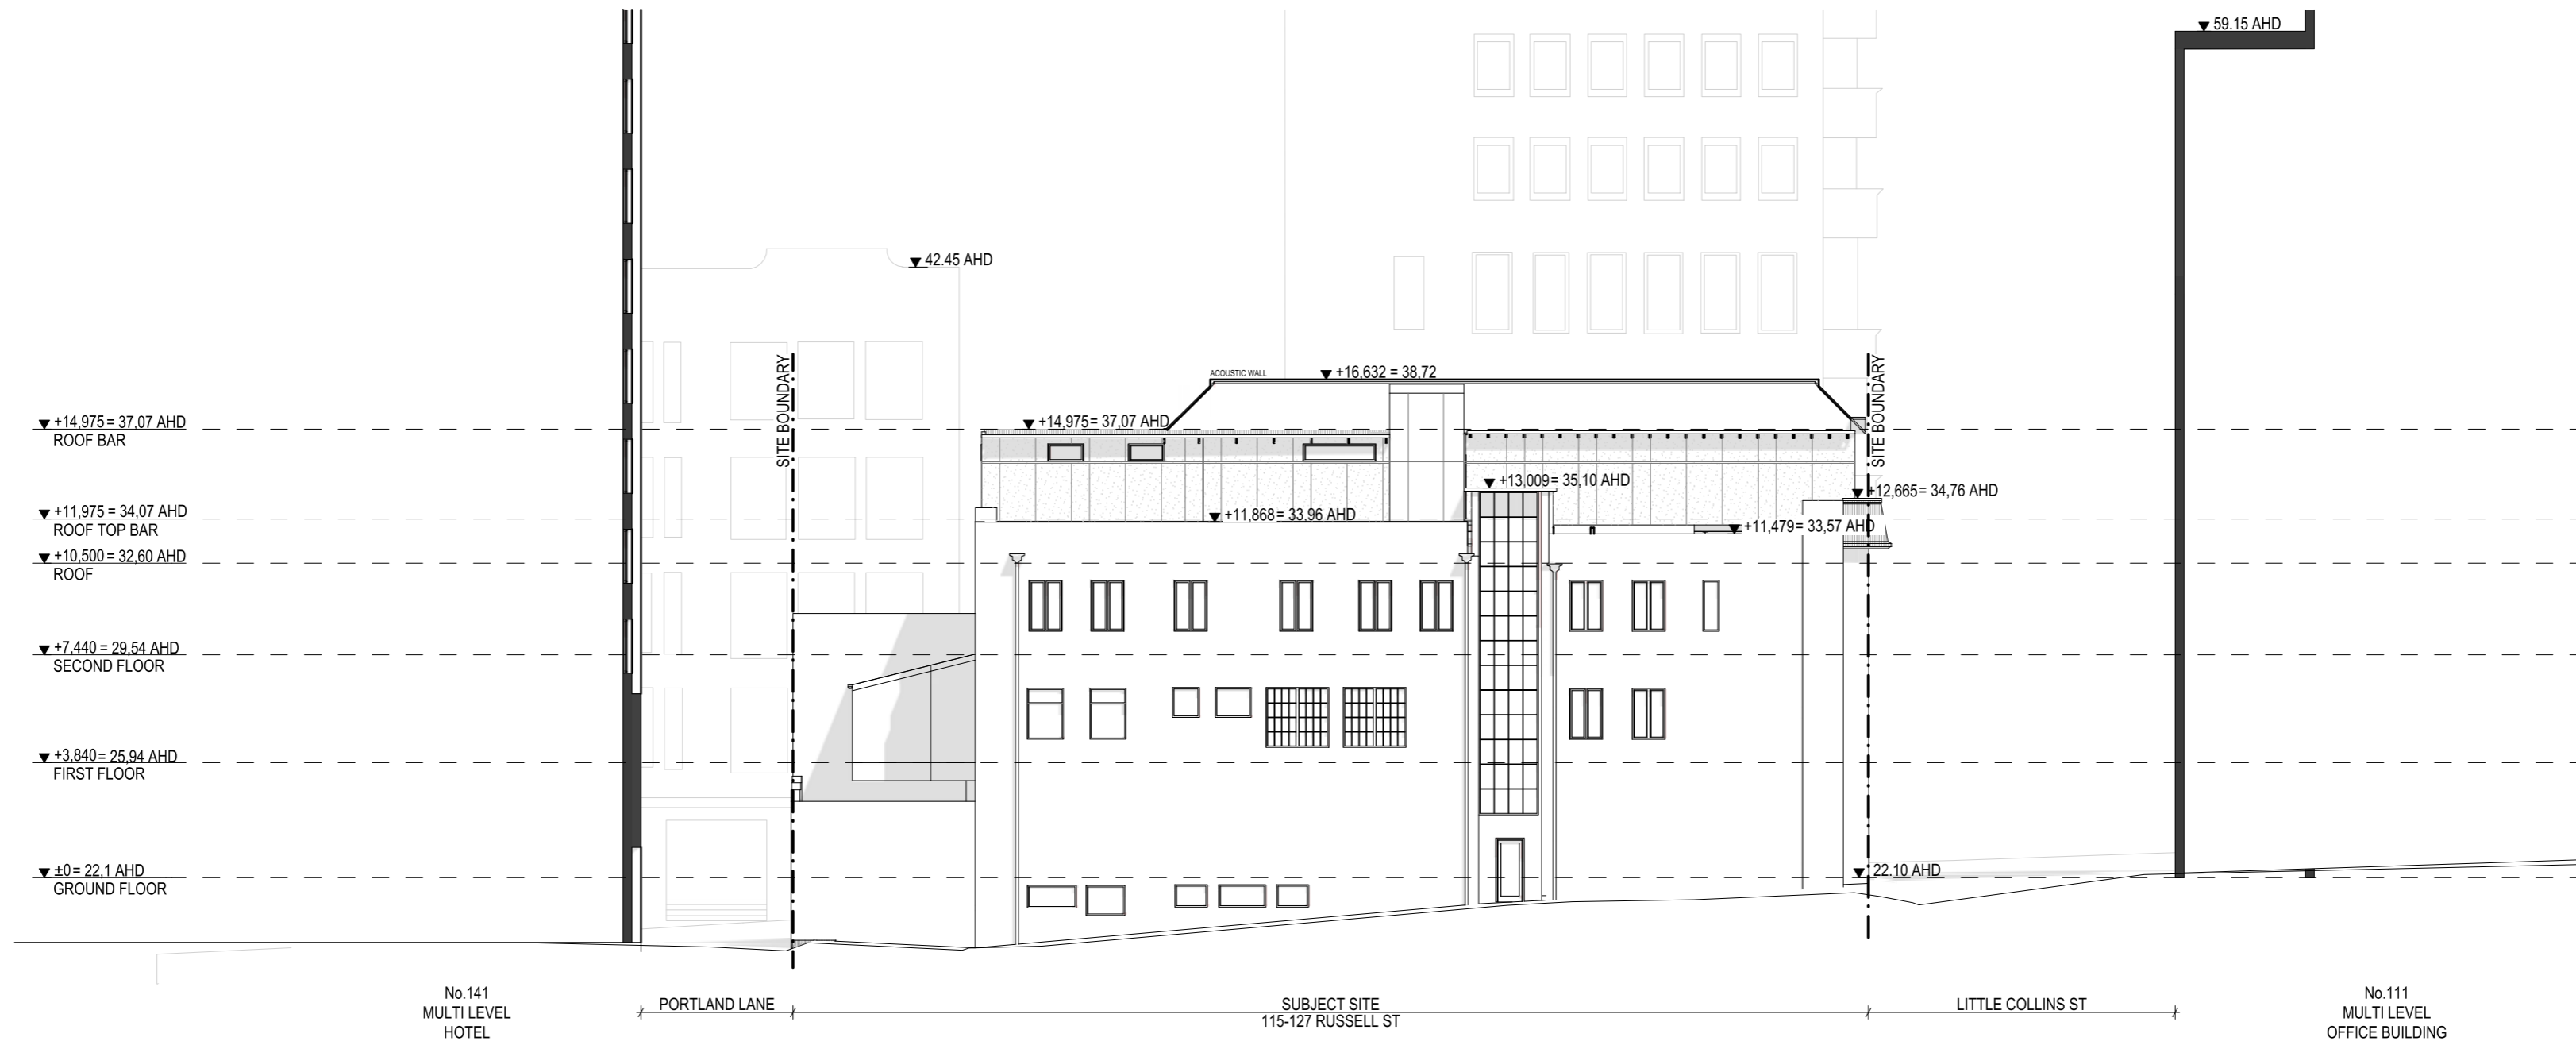 59.15 AHD
42.45 AHD
SITE BOUNDARY
SITE BOUNDARY
ACOUSTIC WALL
+16,632 = 38,72
+14,975 = 37,07 AHD
ROOF BAR
+14,975 = 37,07 AHD
+13,009 = 35,10 AHD
+12,665 = 34,76 AHD
+11,975 = 34,07 AHD
ROOF TOP BAR
+11,868 = 33,96 AHD
+11,479 = 33,57 AHD
+10,500 = 32,60 AHD
ROOF
+7,440 = 29,54 AHD
SECOND FLOOR
+3,840 = 25,94 AHD
FIRST FLOOR
±0 = 22,1 AHD
GROUND FLOOR
22.10 AHD
No.141
MULTI LEVEL
HOTEL
PORTLAND LANE
SUBJECT SITE
115-127 RUSSELL ST
LITTLE COLLINS ST
No.111
MULTI LEVEL
OFFICE BUILDING